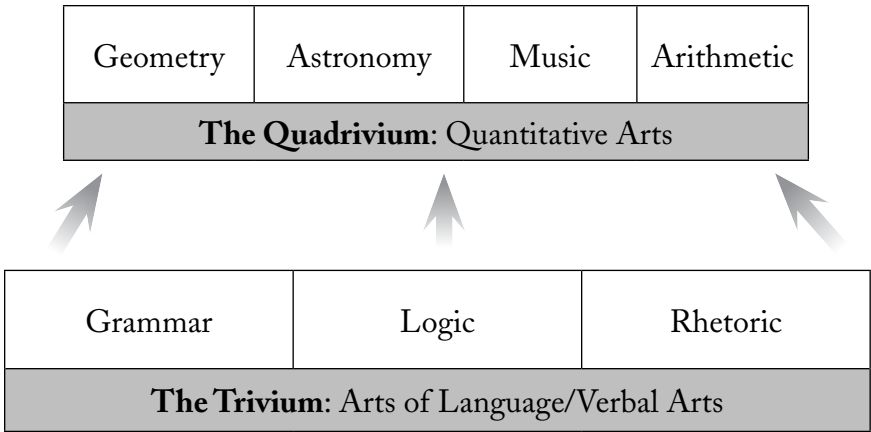 Geometry Astronomy Music Arithmetic
The Quadrivium: Quantitative Arts
Grammar Logic Rhetoric
The Trivium: Arts of Language/Verbal Arts